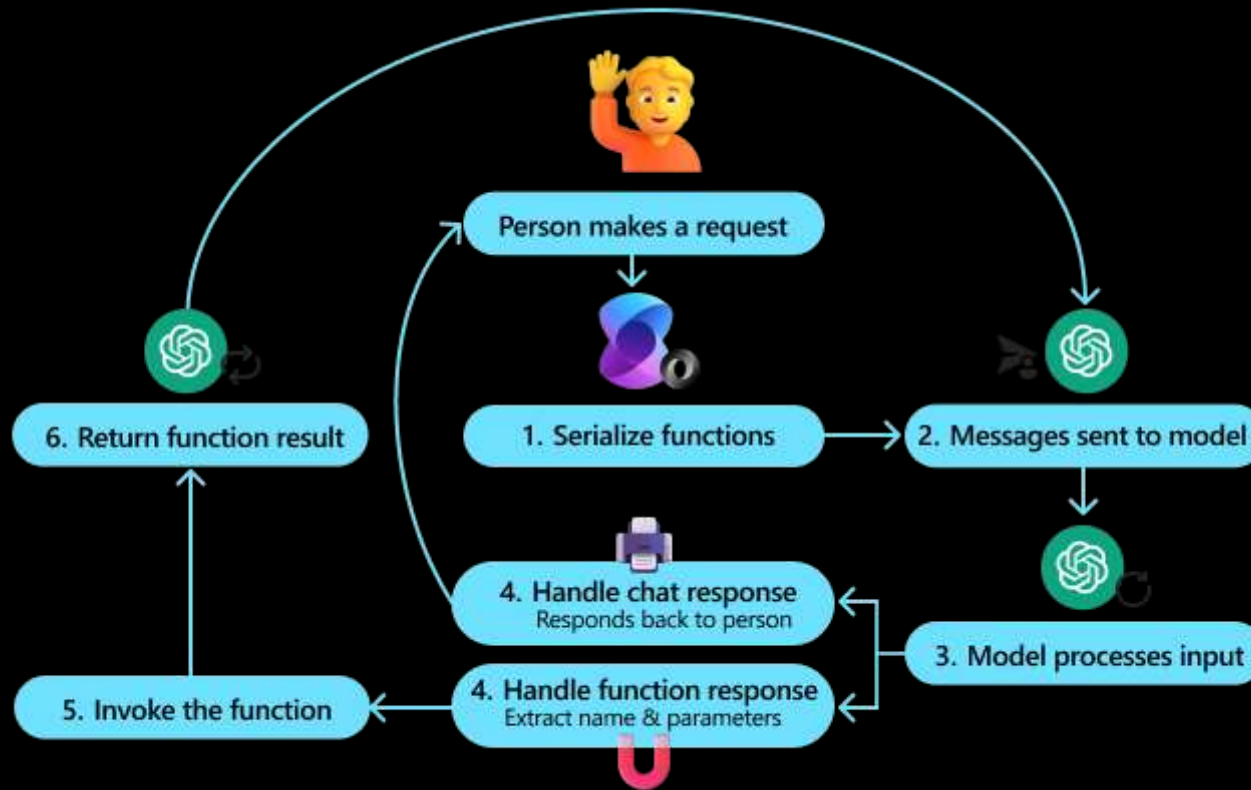 Person makes a request
6. Return function result
1. Serialize functions
2. Messages sent to model
4. Handle chat response
Responds back to person
3. Model processes input
4. Handle function response
Extract name & parameters
5. Invoke the function